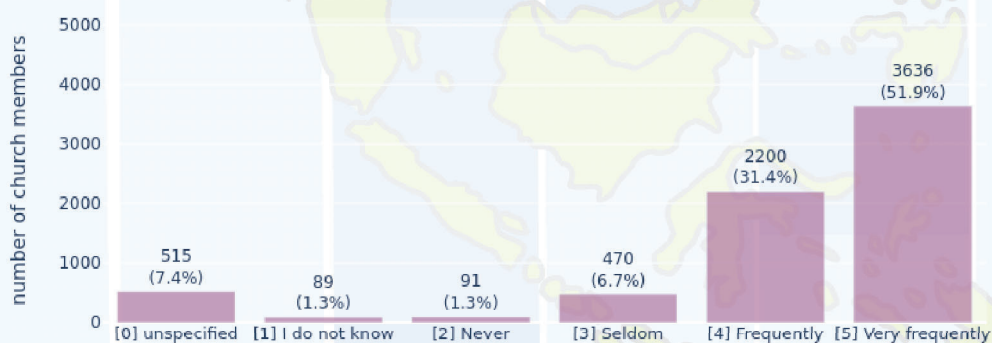 number of church members
5000
4000
3000
2000
1000
0
515
(7.4%)
89
(1.3%)
91
(1.3%)
470
(6.7%)
2200
(31.4%)
3636
(51.9%)
[0] unspecified
[1] I do not know
[2] Never
[3] Seldom
[4] Frequently
[5] Very frequently